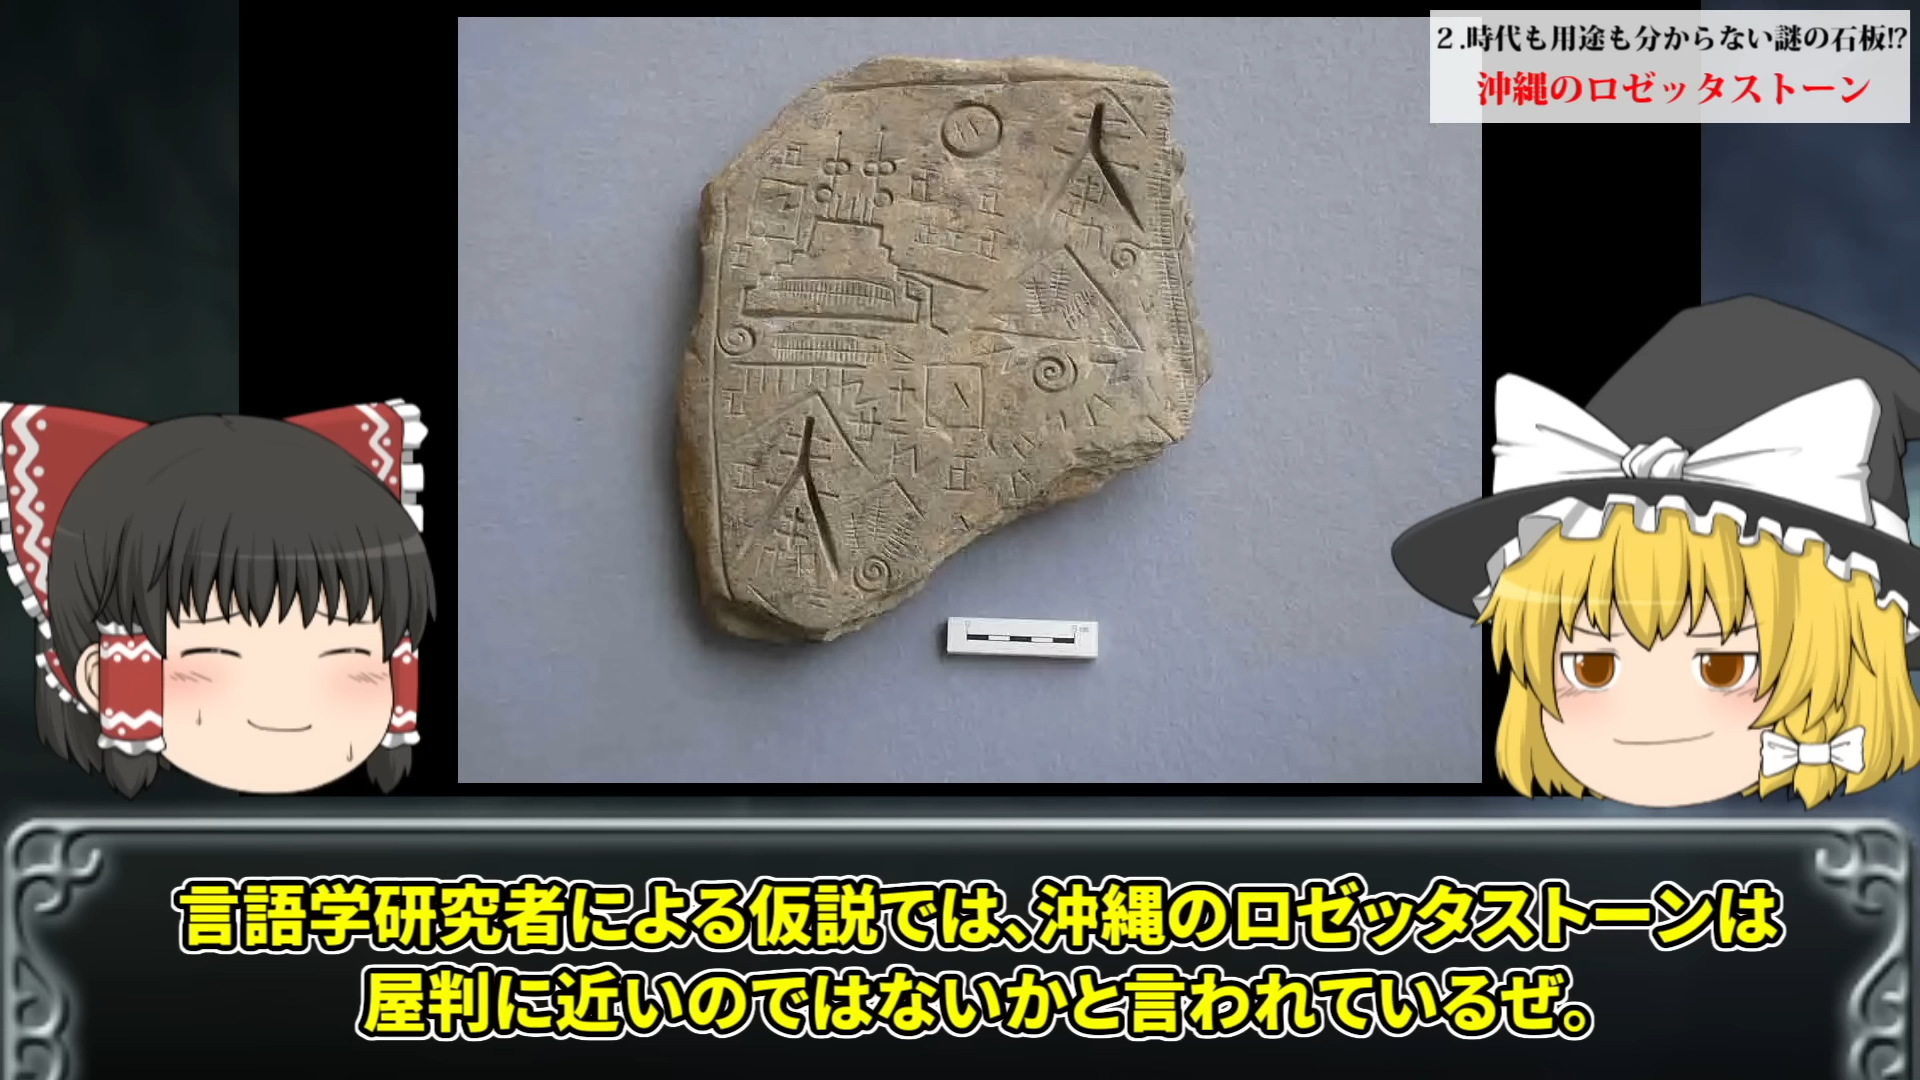 ２.時代も用途も分からない謎の石板!?
沖縄のロゼッタストーン
言語学研究者による仮説では、沖縄のロゼッタストーンは
屋判に近いのではないかと言われているぜ。